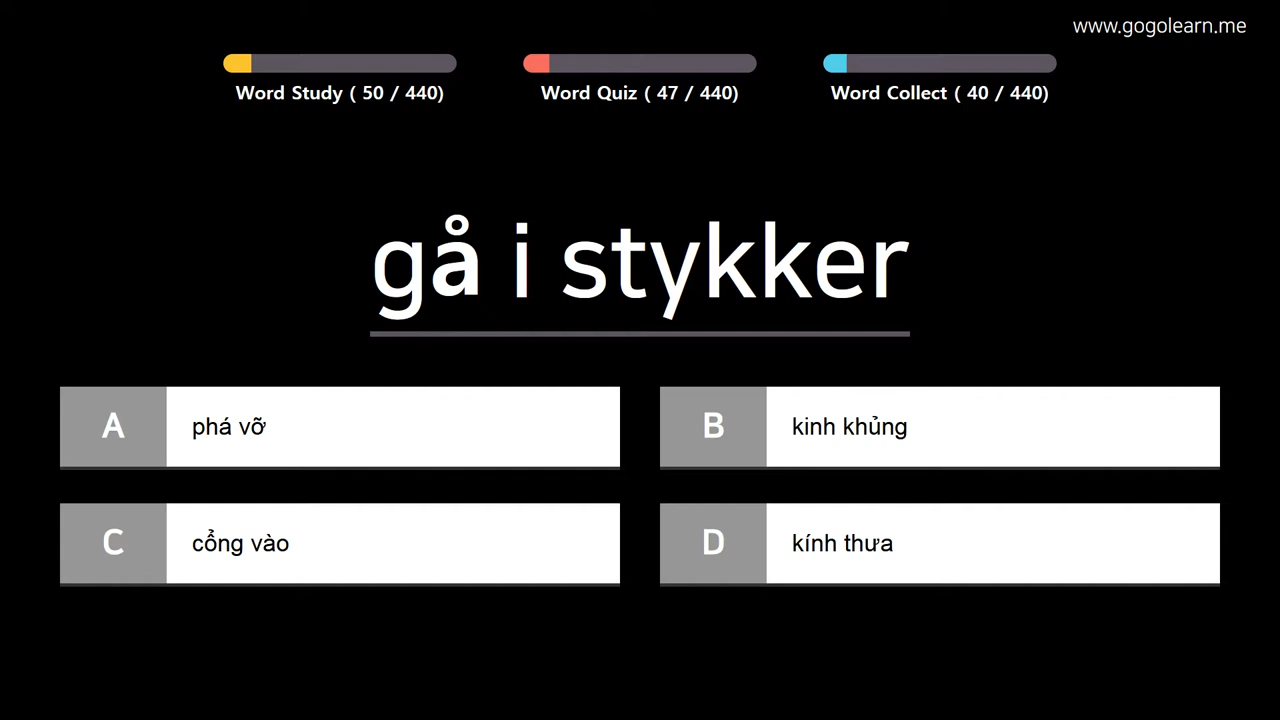 www.gogolearn.me
Word Study ( 50 / 440)
Word Quiz ( 47 / 440)
Word Collect ( 40 / 440)
gå i stykker
A phá vỡ
B kinh khủng
C cổng vào
D kính thưa